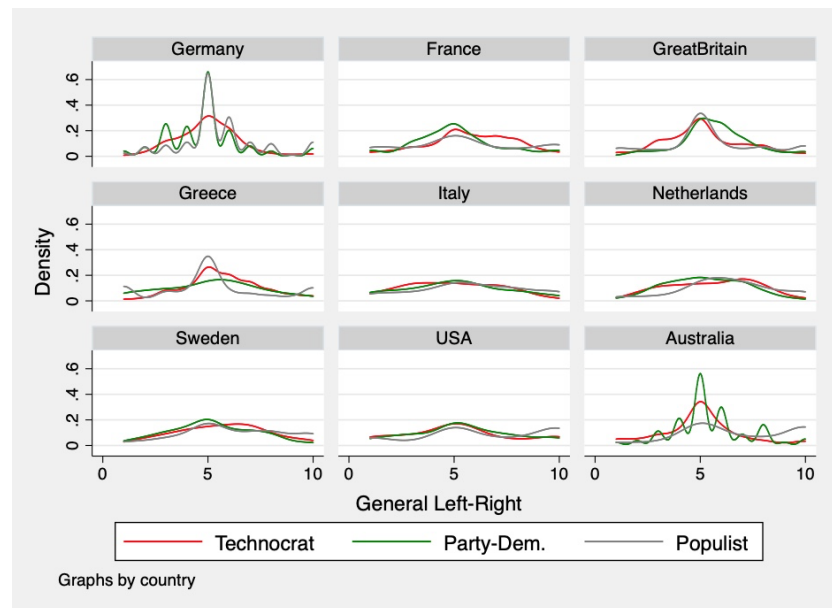 Germany France GreatBritain
.6
.4
.2
0
Greece Italy Netherlands
.6
.4
.2
0
Density
Sweden USA Australia
.6
.4
.2
0
0 5 10 0 5 10 0 5 10
General Left-Right
Technocrat Party-Dem. Populist
Graphs by country